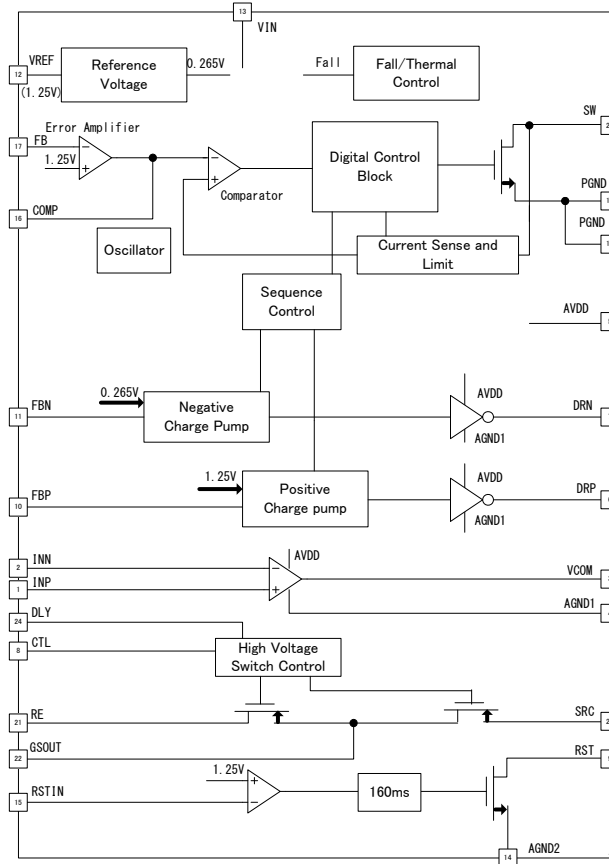 13
VIN
12
VREF
(1.25V)
Reference
Voltage
0.265V
Fall
Fall/Thermal
Control
Error Amplifier
17
FB
1.25V
16
COMP
Comparator
Digital Control
Block
SW
PGND
PGND
Oscillator
Current Sense and
Limit
Sequence
Control
AVDD
11
FBN
0.265V
Negative
Charge Pump
AVDD
AGND1
DRN
10
FBP
1.25V
Positive
Charge pump
AVDD
AGND1
DRP
2
INN
1
INP
AVDD
VCOM
AGND1
24
DLY
8
CTL
High Voltage
Switch Control
21
RE
SRC
22
GSOUT
RST
15
RSTIN
1.25V
160ms
14
AGND2